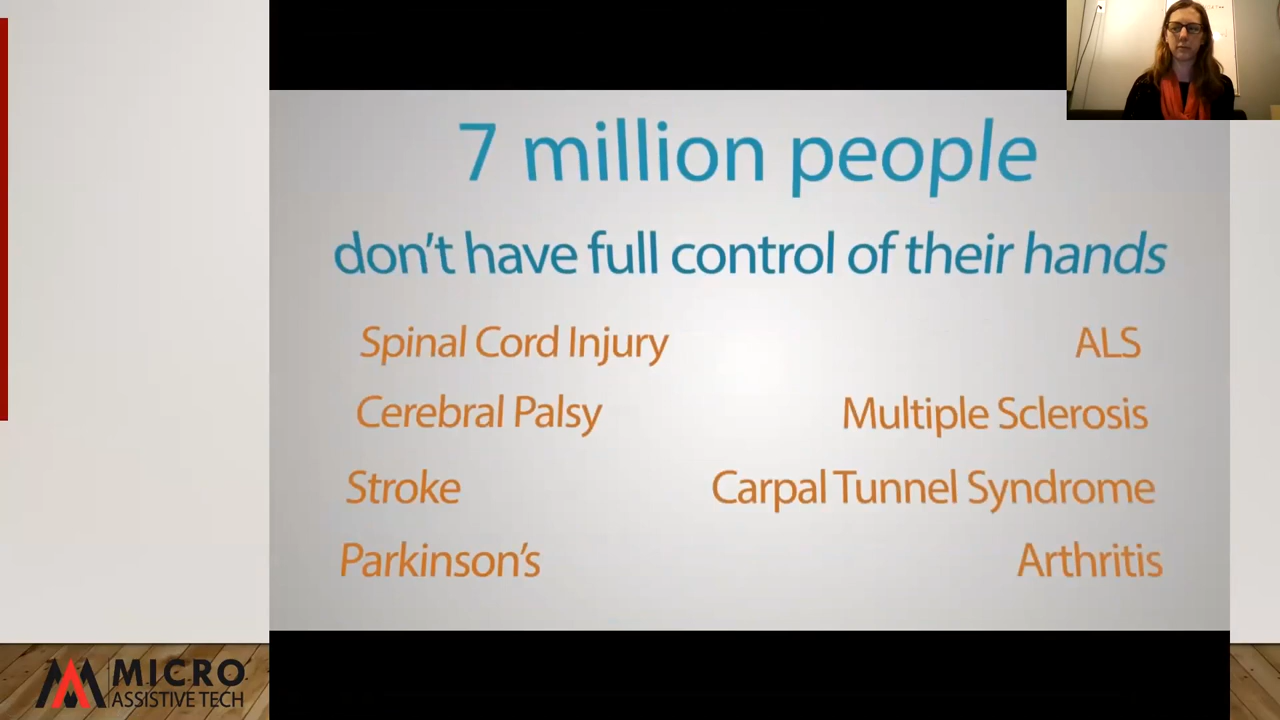 7 million people
don't have full control of their hands
Spinal Cord Injury
ALS
Cerebral Palsy
Multiple Sclerosis
Stroke
Carpal Tunnel Syndrome
Parkinson's
Arthritis
MICRO
ASSISTIVE TECH